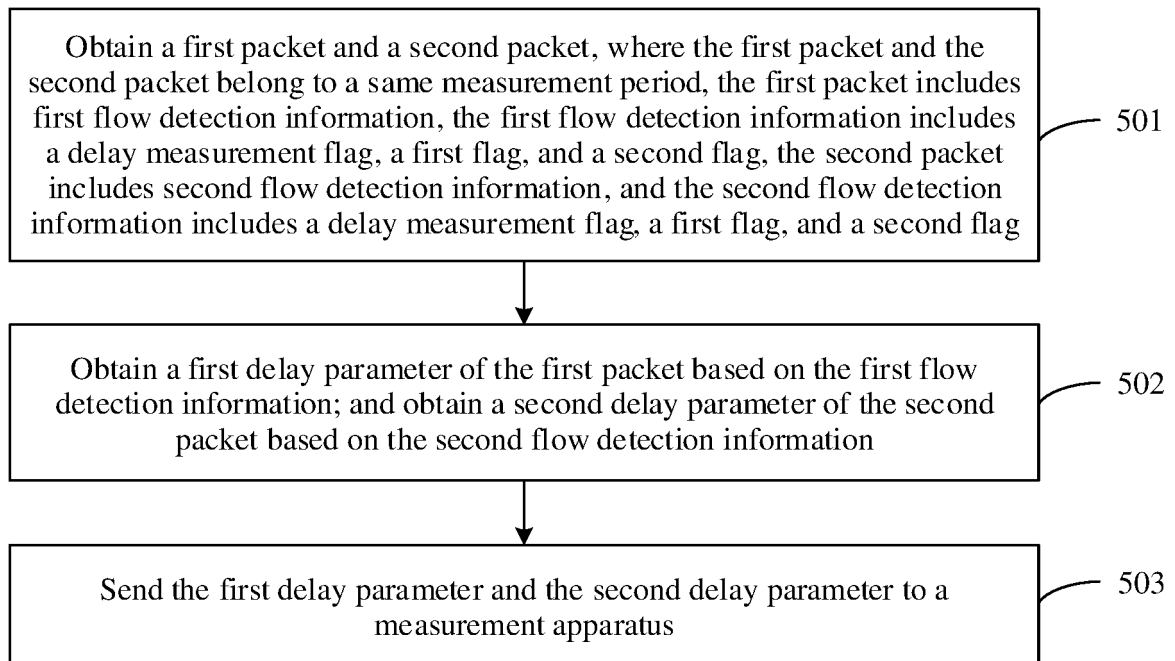 Obtain a first packet and a second packet, where the first packet and the
second packet belong to a same measurement period, the first packet includes
first flow detection information, the first flow detection information includes
a delay measurement flag, a first flag, and a second flag, the second packet
includes second flow detection information, and the second flow detection
information includes a delay measurement flag, a first flag, and a second flag
501
Obtain a first delay parameter of the first packet based on the first flow
detection information; and obtain a second delay parameter of the second
packet based on the second flow detection information
502
Send the first delay parameter and the second delay parameter to a
measurement apparatus
503